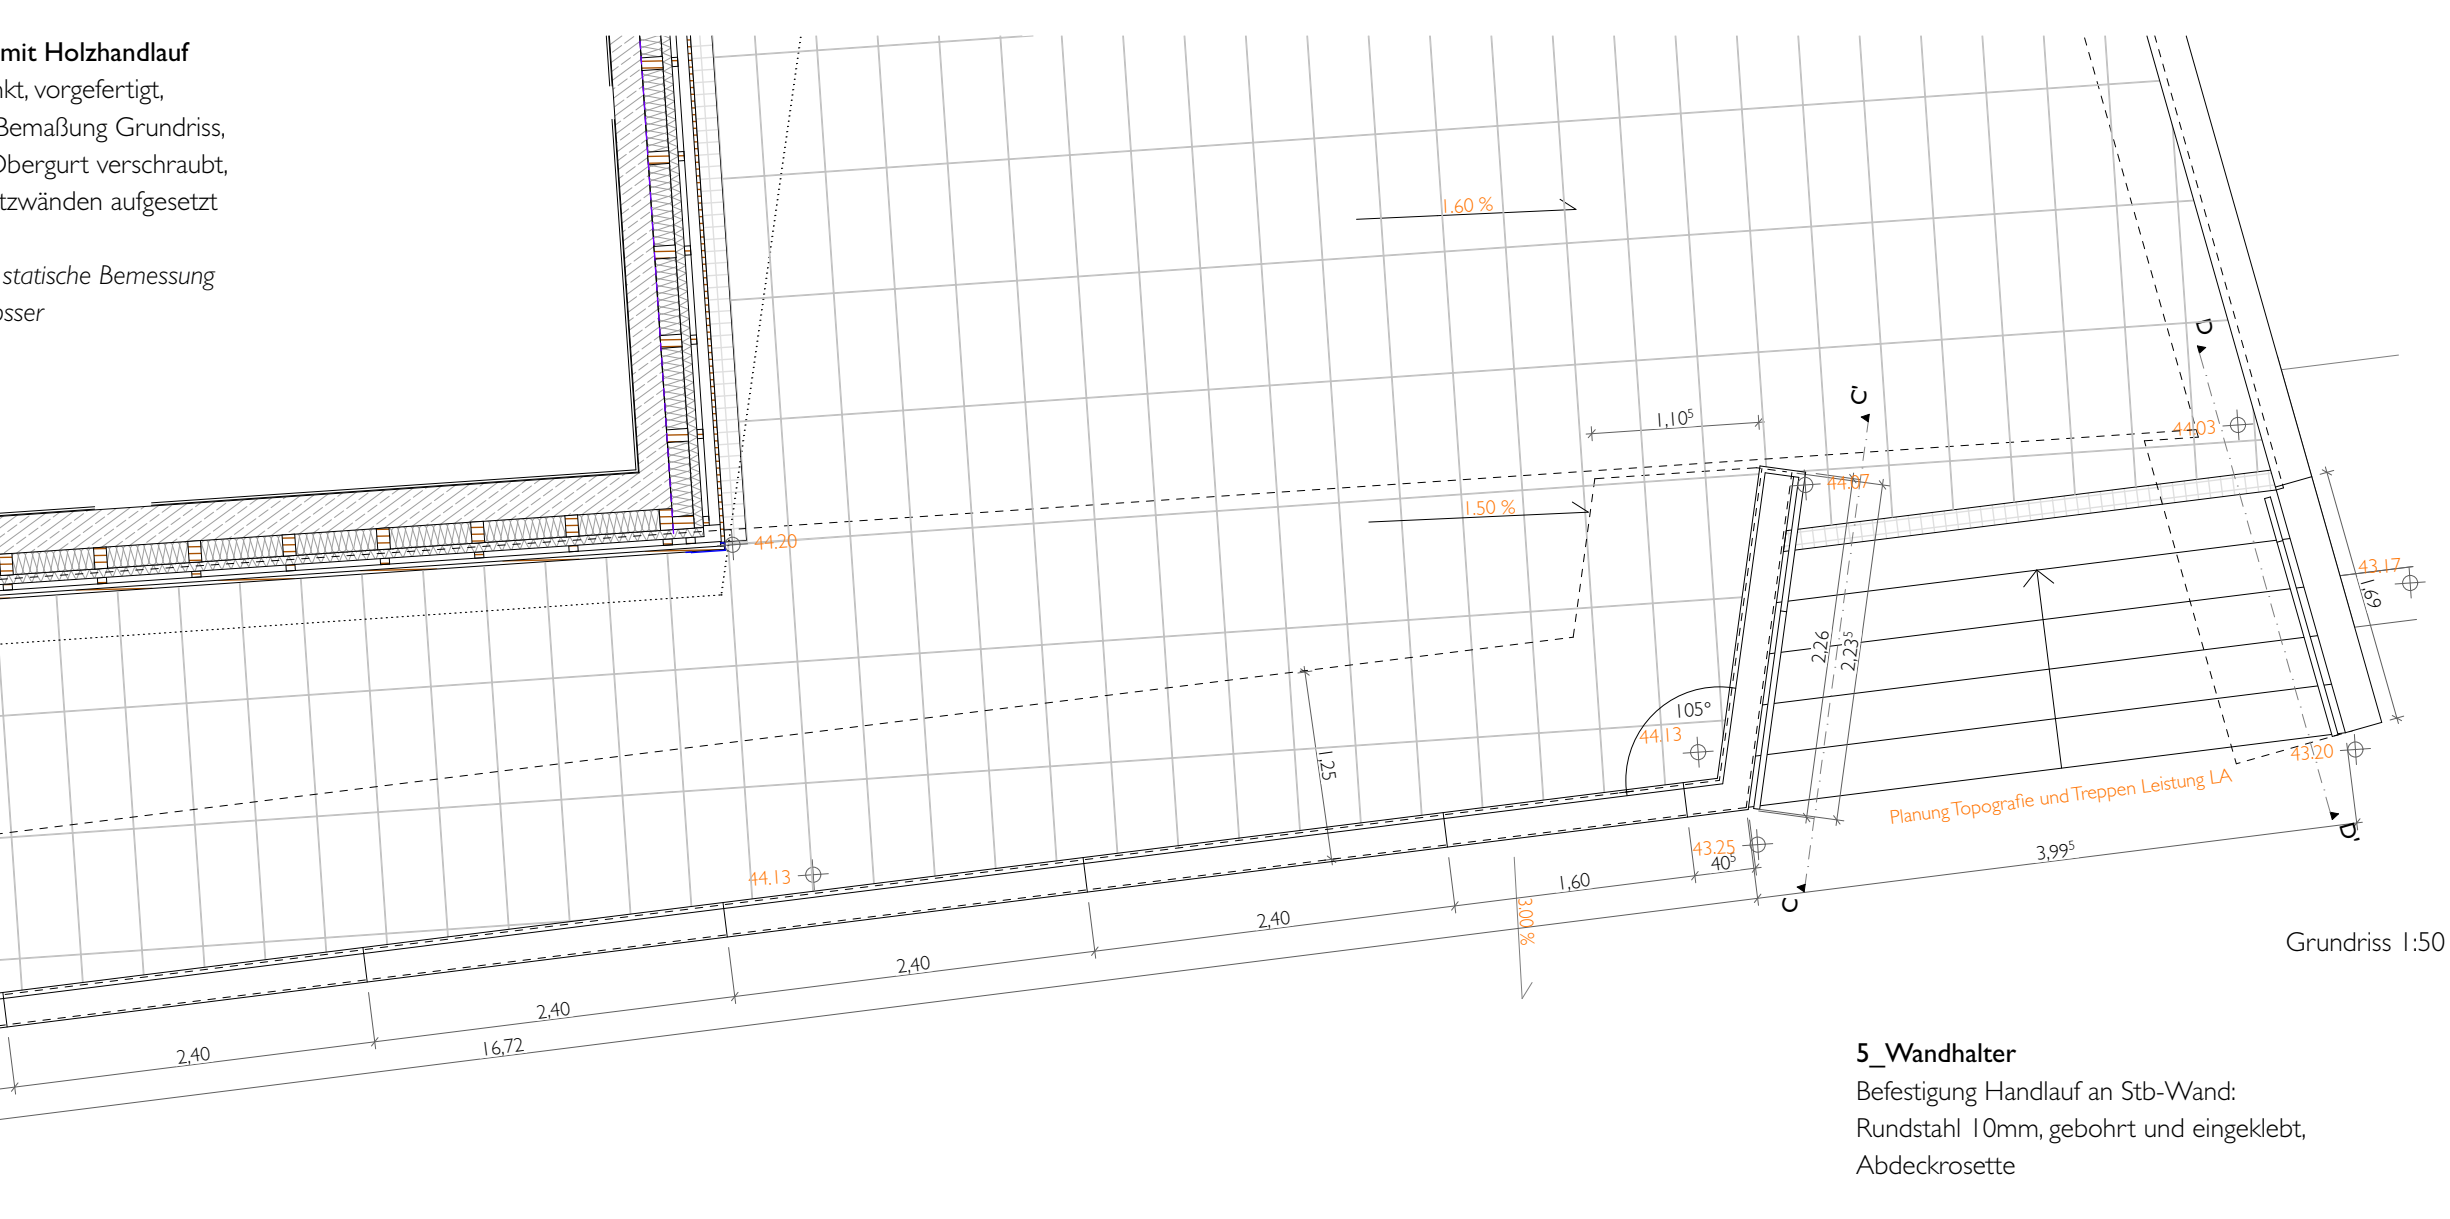 mit Holzhandlauf
nkt, vorgefertigt,
Bemaßung Grundriss,
Obergurt verschraubt,
tzwänden aufgesetzt
statische Bemessung
osser
1.60 %
D
C'
1,10⁵
44.03
44.07
1.50 %
44.20
43.17
1,69
2,26
2,23⁵
105°
44.13
1,25
43.20
Planung Topografie und Treppen Leistung LA
D'
43.25
40⁵
3,99⁵
44.13
1,60
C
2,40
3.00 %
2,40
2,40
2,40
16,72
Grundriss 1:50
5_Wandhalter
Befestigung Handlauf an Stb-Wand:
Rundstahl 10mm, gebohrt und eingeklebt,
Abdeckrosette